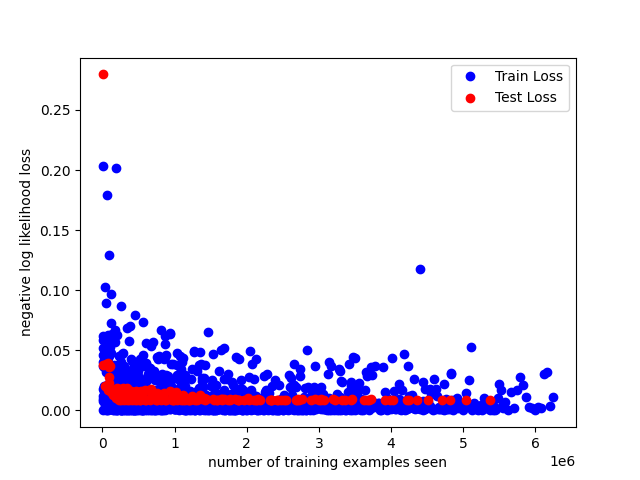 Train Loss
Test Loss
0.25
0.20
0.15
0.10
0.05
0.00
negative log likelihood loss
0 1 2 3 4 5 6
1e6
number of training examples seen